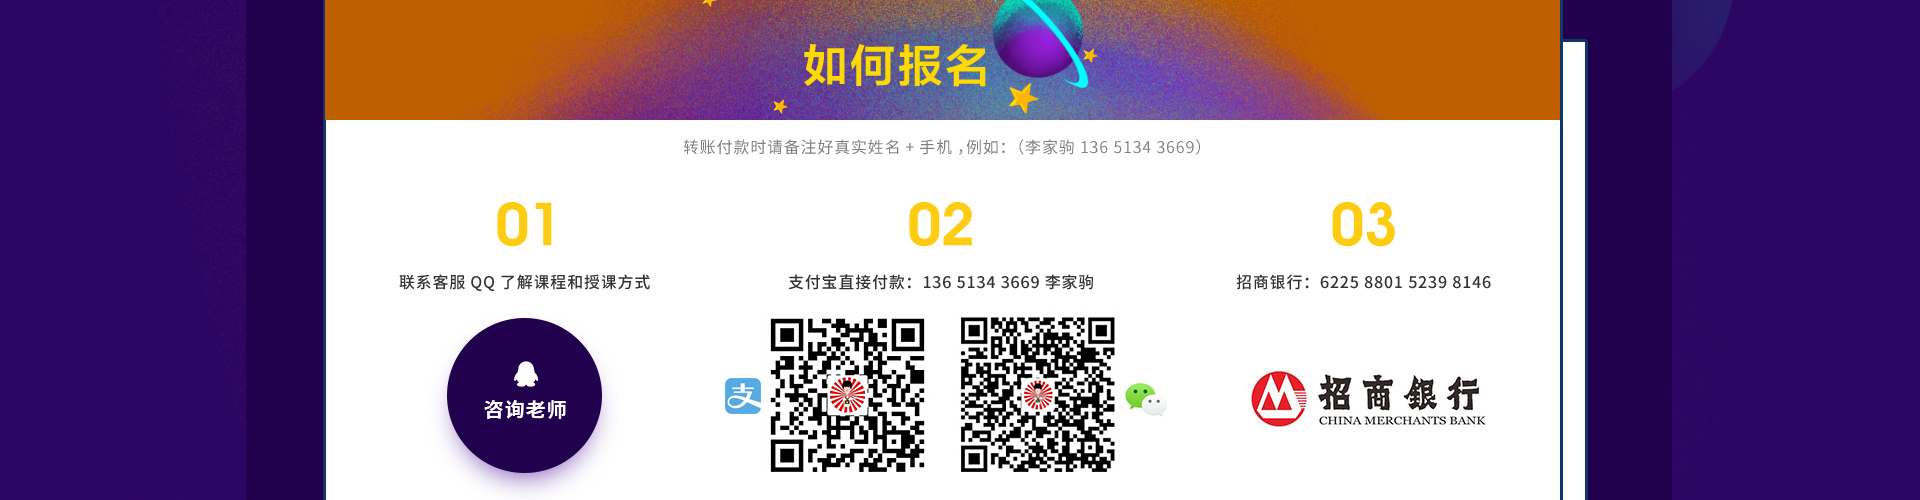 如何报名
转账付款时请备注好真实姓名 + 手机 ,例如:（李家驹 136 5134 3669）
01
02
03
联系客服 QQ 了解课程和授课方式
支付宝直接付款：136 5134 3669 李家驹
招商银行：6225 8801 5239 8146
支
咨询老师
招商银行
CHINA MERCHANTS BANK